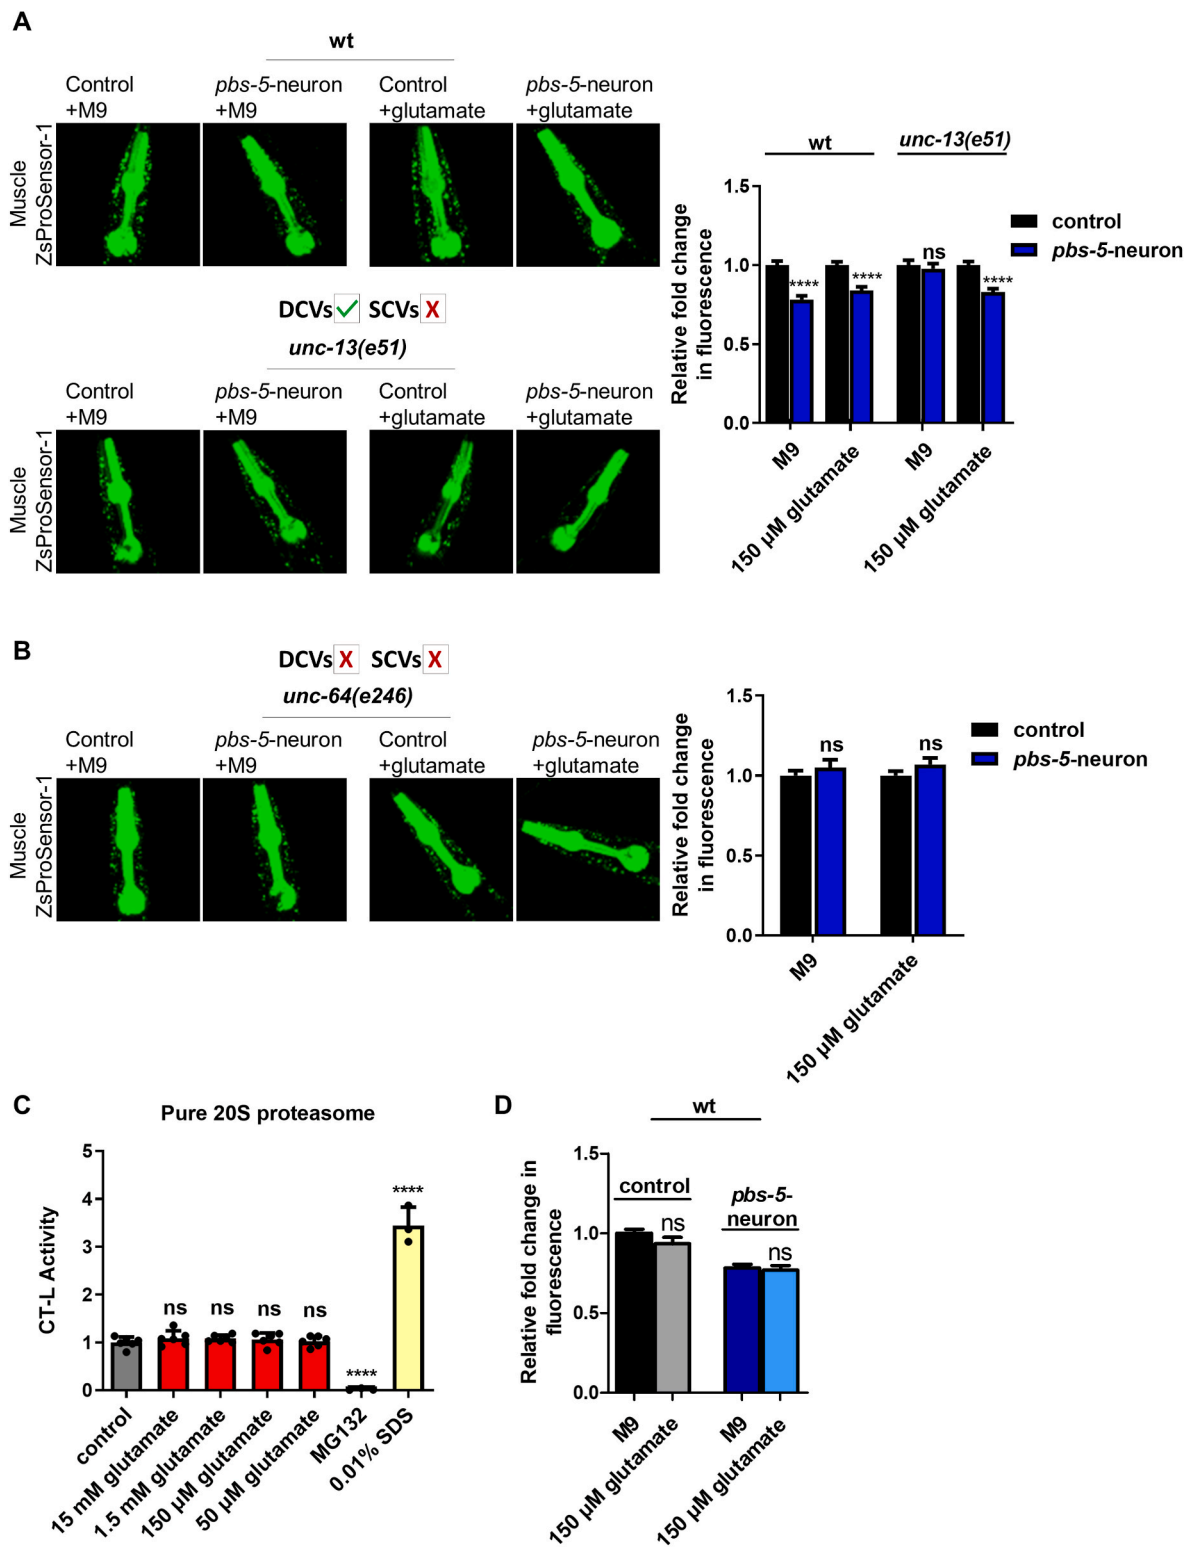 A
wt
Control
+M9
pbs-5-neuron
+M9
Control
+glutamate
pbs-5-neuron
+glutamate
Muscle
ZsProSensor-1
DCVs ✓ SCVs X
unc-13(e51)
Control
+M9
pbs-5-neuron
+M9
Control
+glutamate
pbs-5-neuron
+glutamate
Muscle
ZsProSensor-1
wt
unc-13(e51)
Relative fold change
in fluorescence
1.5
1.0
0.5
0.0
****
****
ns
****
M9
150 µM glutamate
M9
150 µM glutamate
control
pbs-5-neuron
B
DCVs X SCVs X
unc-64(e246)
Control
+M9
pbs-5-neuron
+M9
Control
+glutamate
pbs-5-neuron
+glutamate
Muscle
ZsProSensor-1
Relative fold change
in fluorescence
1.5
1.0
0.5
0.0
ns
ns
M9
150 µM glutamate
control
pbs-5-neuron
C
Pure 20S proteasome
CT-L Activity
5
4
3
2
1
0
ns
ns
ns
ns
****
****
control
15 mM glutamate
1.5 mM glutamate
150 µM glutamate
50 µM glutamate
MG132
0.01% SDS
D
wt
Relative fold change in
fluorescence
1.5
1.0
0.5
0.0
control
ns
pbs-5-
neuron
ns
M9
150 µM glutamate
M9
150 µM glutamate